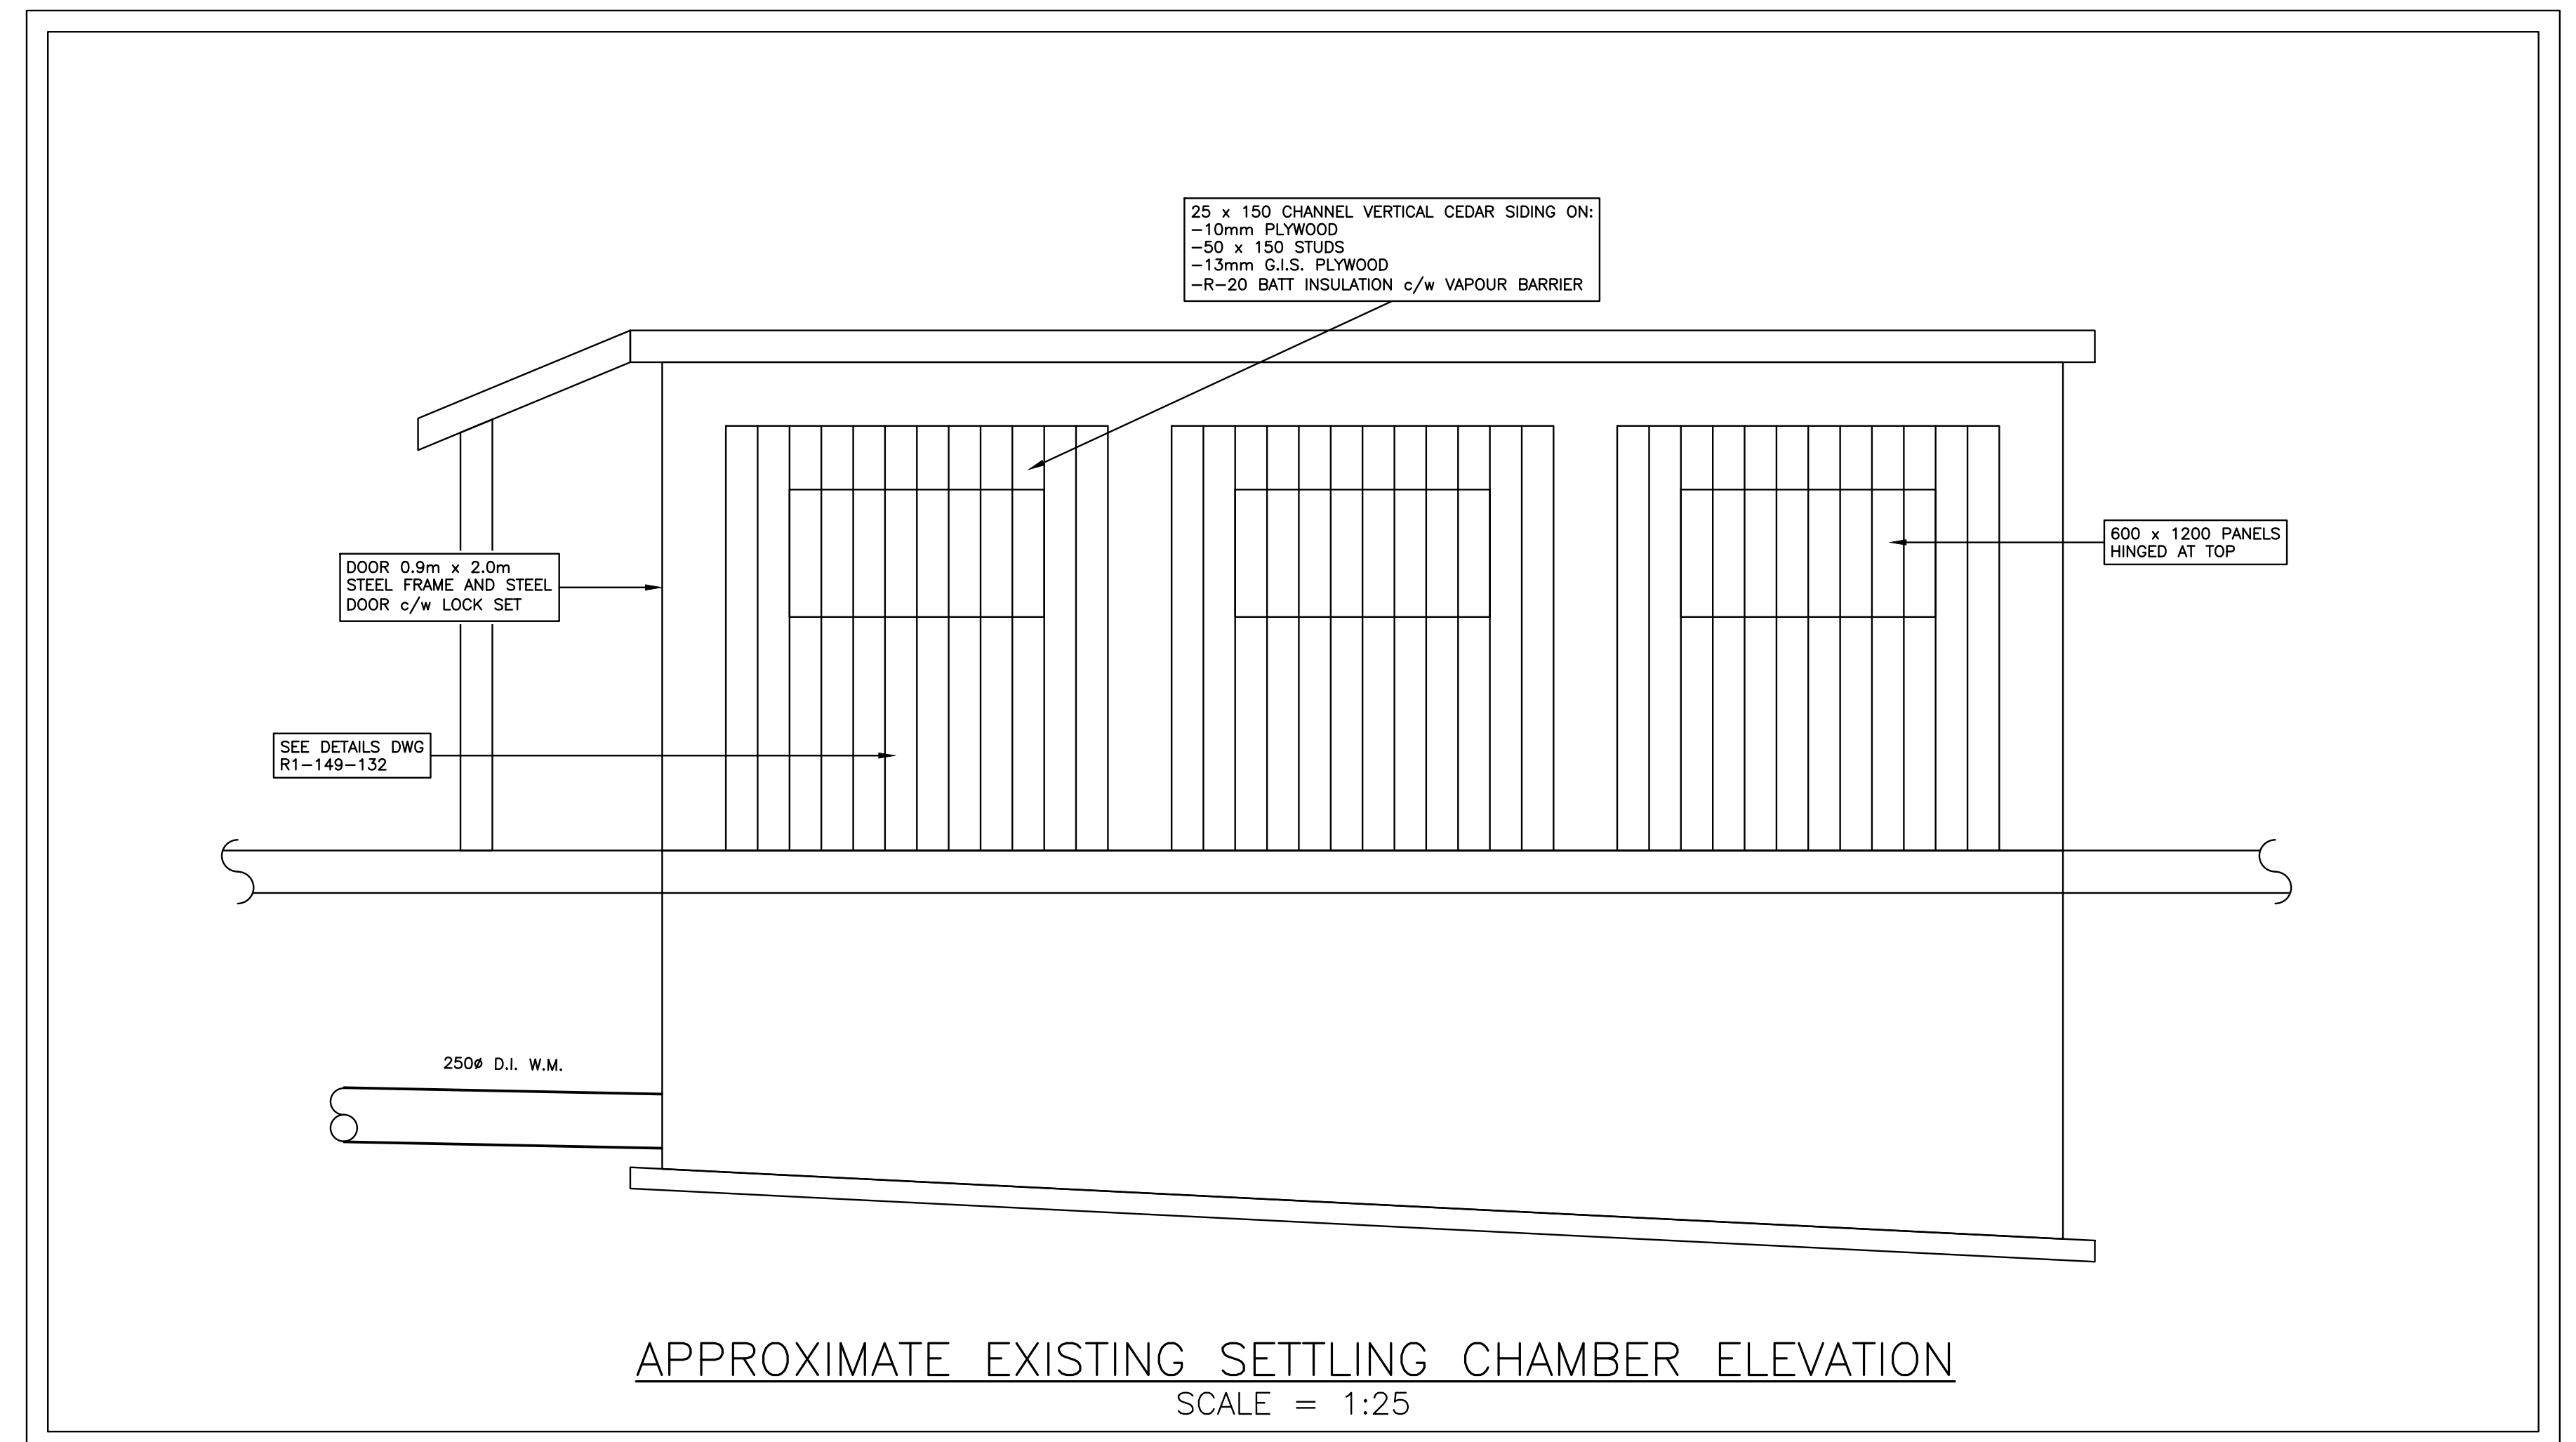 25 x 150 CHANNEL VERTICAL CEDAR SIDING ON:
-10mm PLYWOOD
-50 x 150 STUDS
-13mm G.I.S. PLYWOOD
-R-20 BATT INSULATION c/w VAPOUR BARRIER
600 x 1200 PANELS
HINGED AT TOP
DOOR 0.9m x 2.0m
STEEL FRAME AND STEEL
DOOR c/w LOCK SET
SEE DETAILS DWG
R1-149-132
250ø D.I. W.M.
APPROXIMATE EXISTING SETTLING CHAMBER ELEVATION
SCALE = 1:25